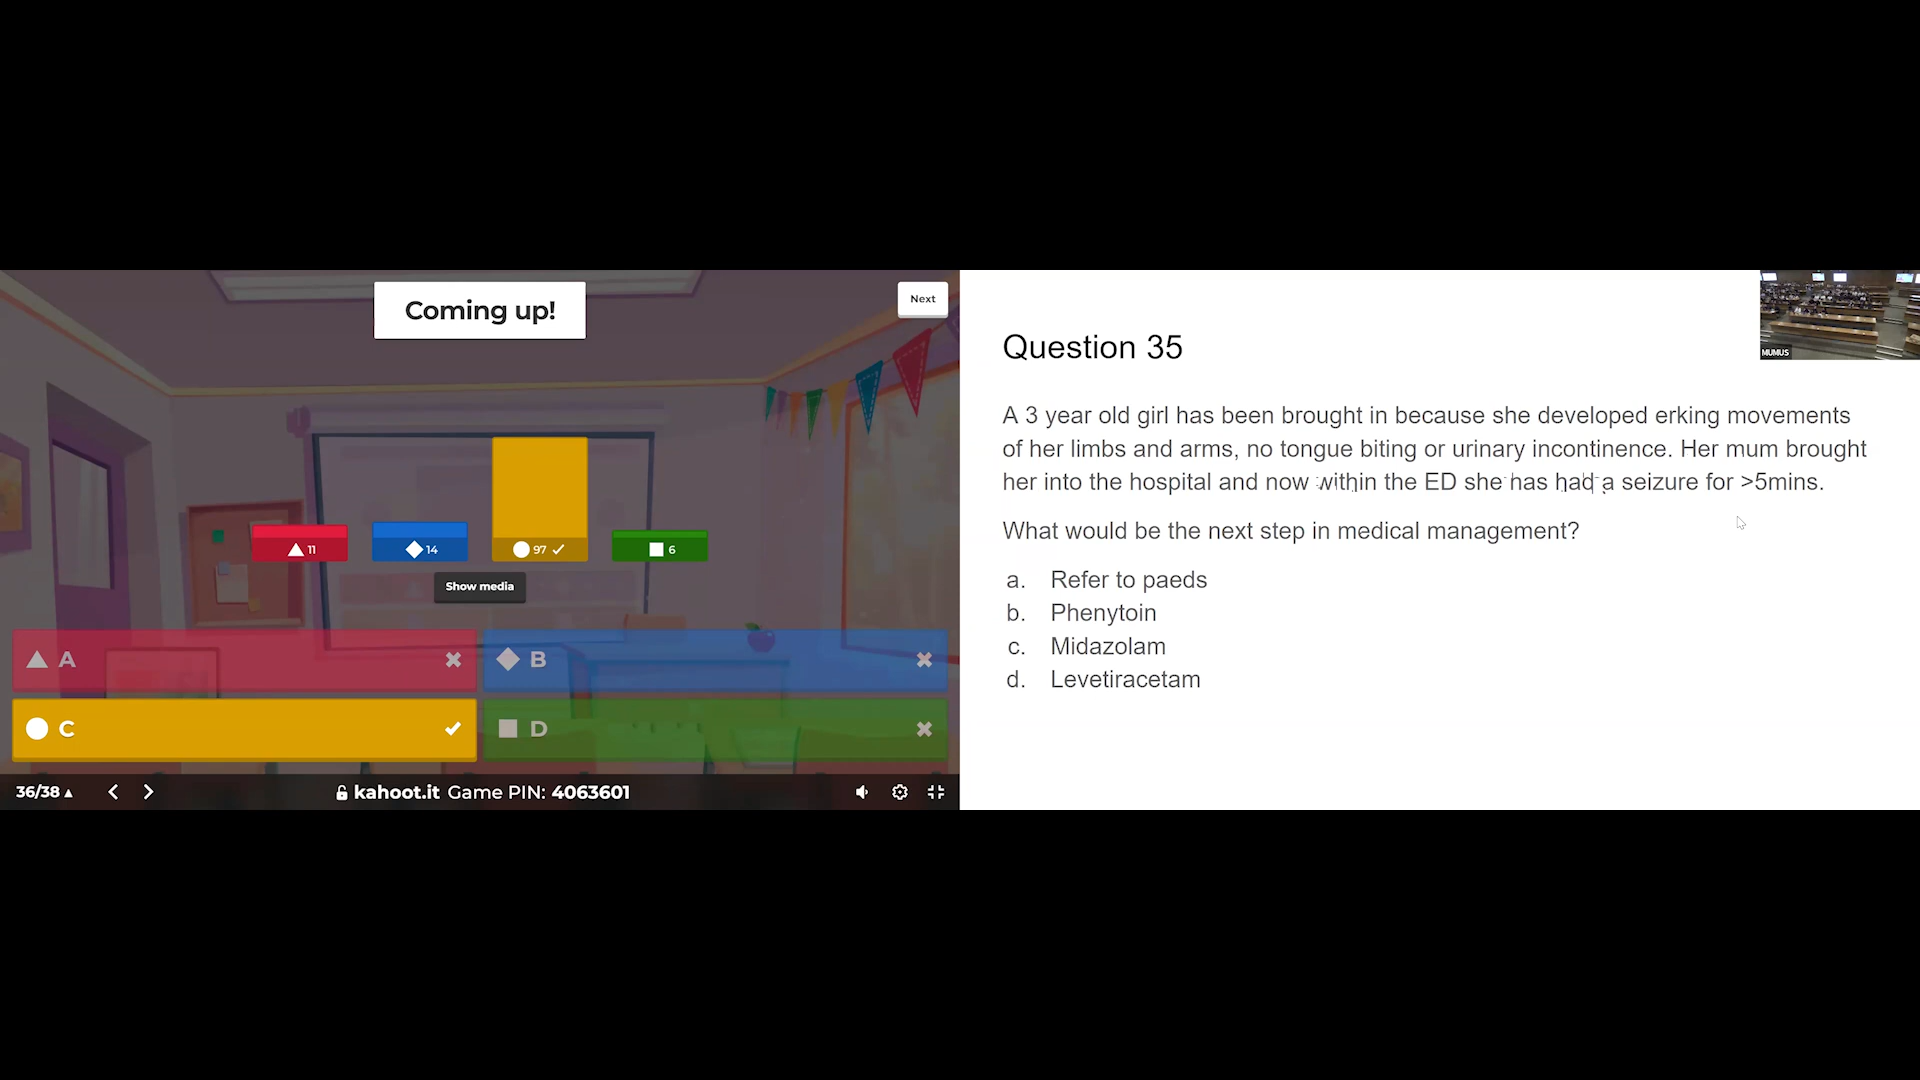 Coming up!
Next
11
14
97
6
Show media
A
B
C
D
36/38
kahoot.it Game PIN: 4063601
MUMUS
Question 35
A 3 year old girl has been brought in because she developed erking movements
of her limbs and arms, no tongue biting or urinary incontinence. Her mum brought
her into the hospital and now within the ED she has had a seizure for >5mins.
What would be the next step in medical management?
a. Refer to paeds
b. Phenytoin
c. Midazolam
d. Levetiracetam